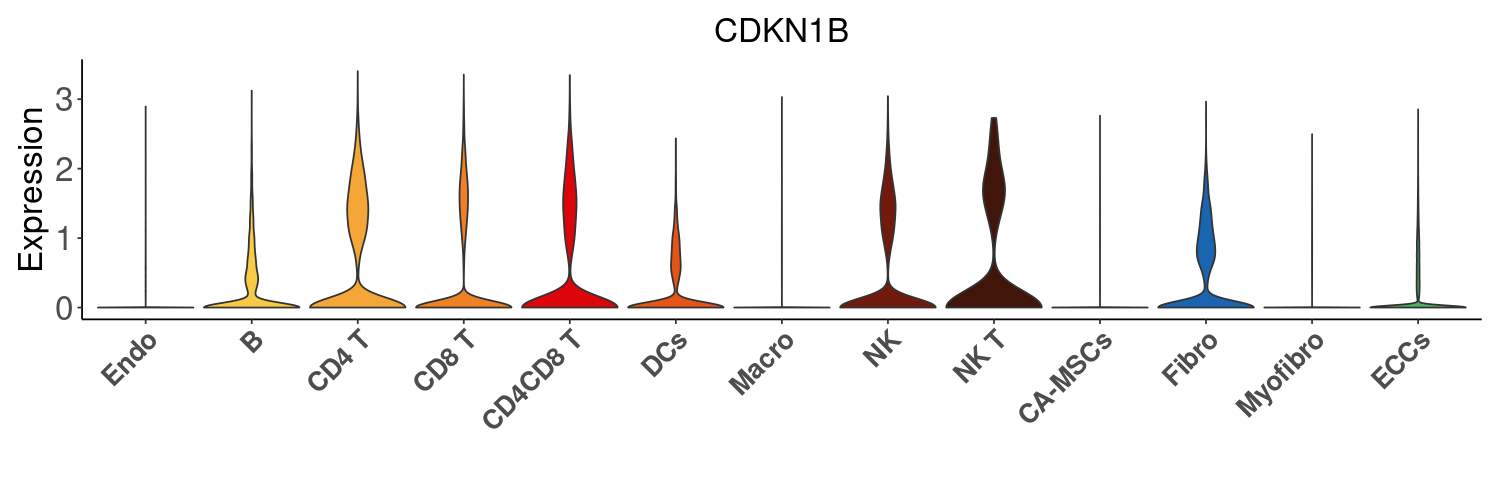 CDKN1B
Expression
3
2
1
0
Endo
B
CD4 T
CD8 T
CD4CD8 T
DCs
Macro
NK
NK T
CA-MSCs
Fibro
Myofibro
ECCs